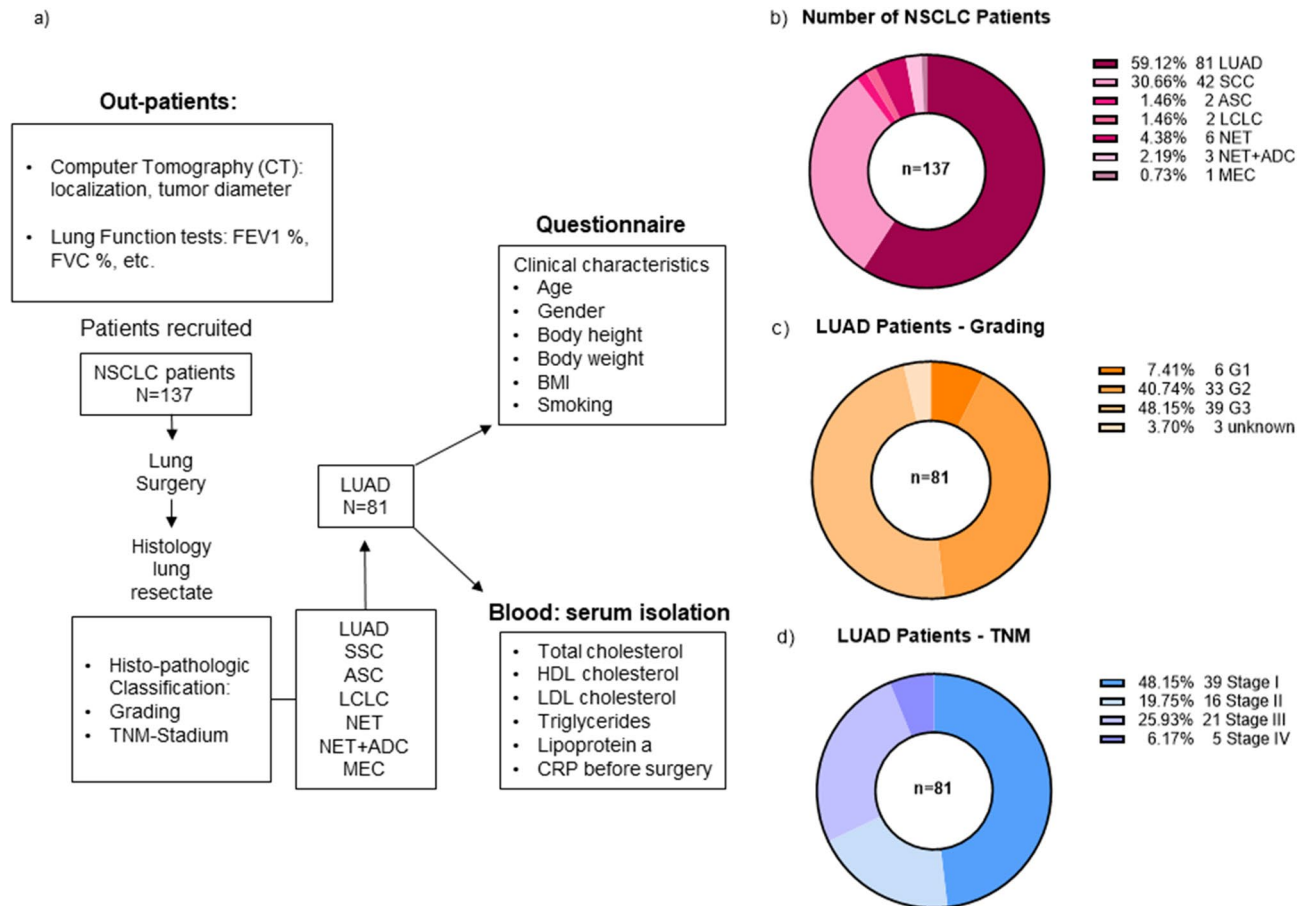 a)
Out-patients:
• Computer Tomography (CT):
localization, tumor diameter
• Lung Function tests: FEV1 %,
FVC %, etc.
Patients recruited
NSCLC patients
N=137
Lung
Surgery
Histology
lung
resectate
• Histo-pathologic
Classification:
• Grading
• TNM-Stadium
LUAD
SSC
ASC
LCLC
NET
NET+ADC
MEC
LUAD
N=81
Questionnaire
Clinical characteristics
• Age
• Gender
• Body height
• Body weight
• BMI
• Smoking
Blood: serum isolation
• Total cholesterol
• HDL cholesterol
• LDL cholesterol
• Triglycerides
• Lipoprotein a
• CRP before surgery
b) Number of NSCLC Patients
n=137
59.12% 81 LUAD
30.66% 42 SCC
1.46% 2 ASC
1.46% 2 LCLC
4.38% 6 NET
2.19% 3 NET+ADC
0.73% 1 MEC
c) LUAD Patients - Grading
n=81
7.41% 6 G1
40.74% 33 G2
48.15% 39 G3
3.70% 3 unknown
d) LUAD Patients - TNM
n=81
48.15% 39 Stage I
19.75% 16 Stage II
25.93% 21 Stage III
6.17% 5 Stage IV